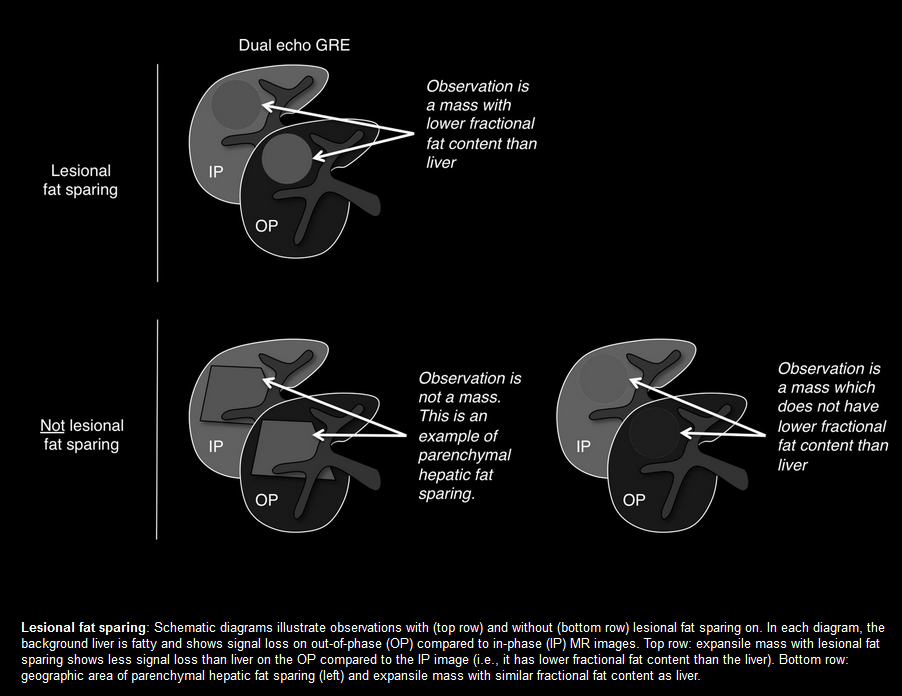 Dual echo GRE
Lesional
fat sparing
IP
OP
Observation is
a mass with
lower fractional
fat content than
liver
Not lesional
fat sparing
IP
OP
Observation is
not a mass.
This is an
example of
parenchymal
hepatic fat
sparing.
IP
OP
Observation is
a mass which
does not have
lower fractional
fat content than
liver
Lesional fat sparing: Schematic diagrams illustrate observations with (top row) and without (bottom row) lesional fat sparing on. In each diagram, the
background liver is fatty and shows signal loss on out-of-phase (OP) compared to in-phase (IP) MR images. Top row: expansile mass with lesional fat
sparing shows less signal loss than liver on the OP compared to the IP image (i.e., it has lower fractional fat content than the liver). Bottom row:
geographic area of parenchymal hepatic fat sparing (left) and expansile mass with similar fractional fat content as liver.